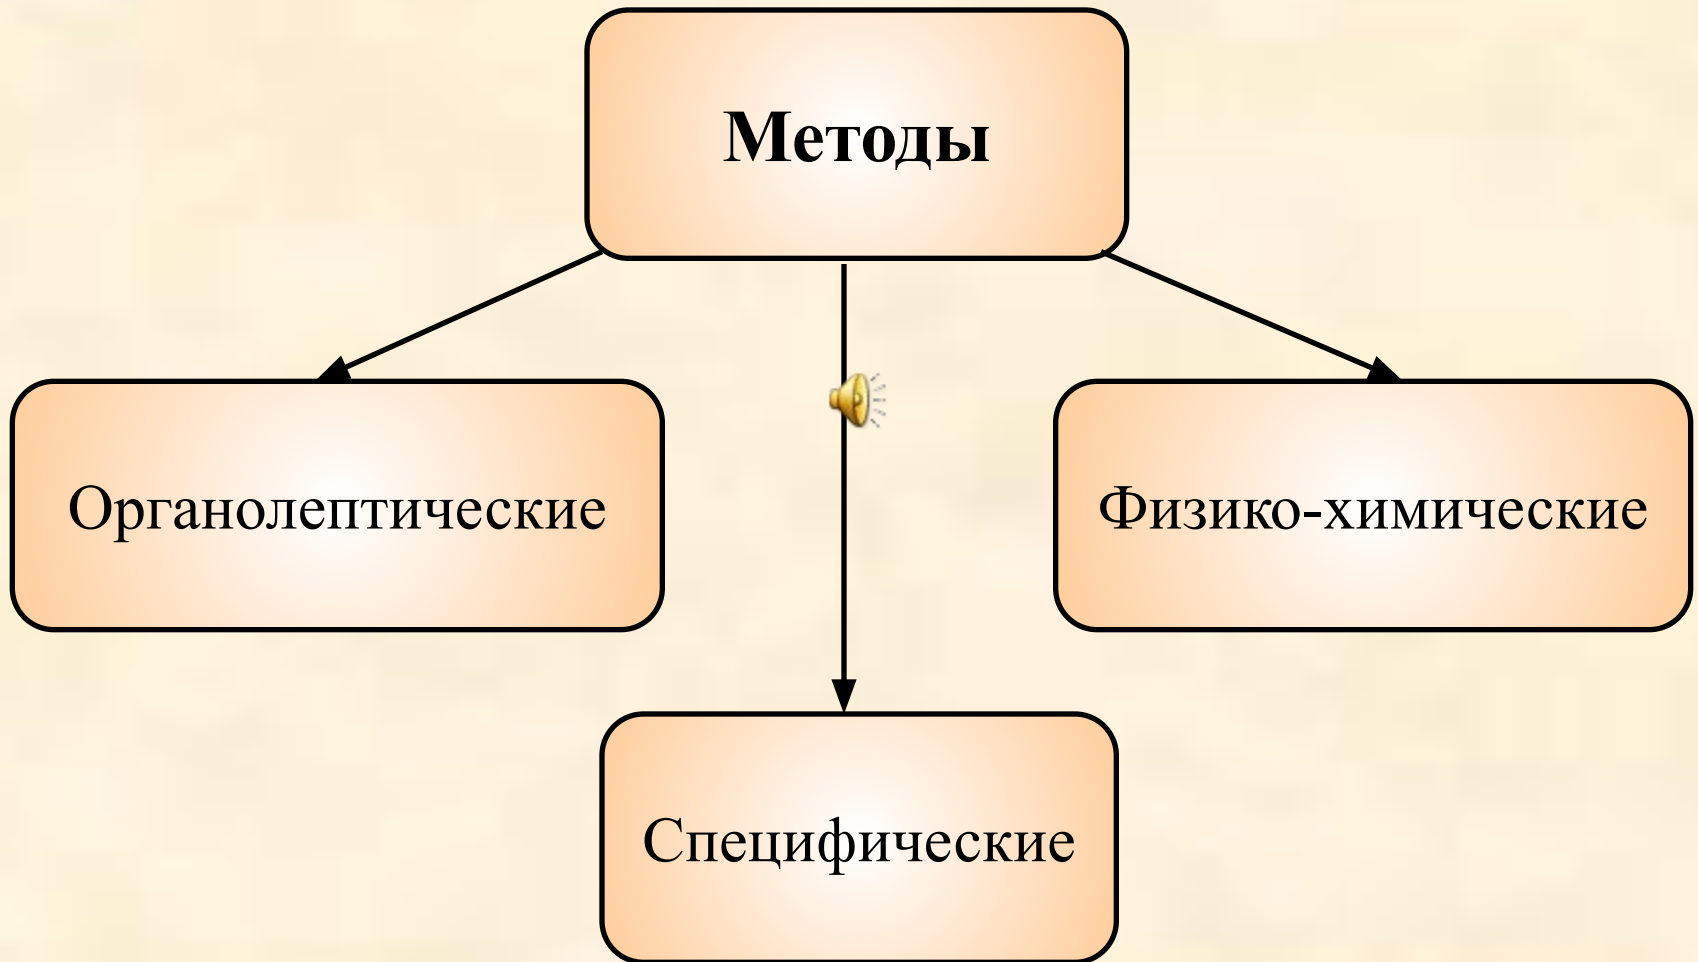 Методы
Органолептические
Физико-химические
Специфические